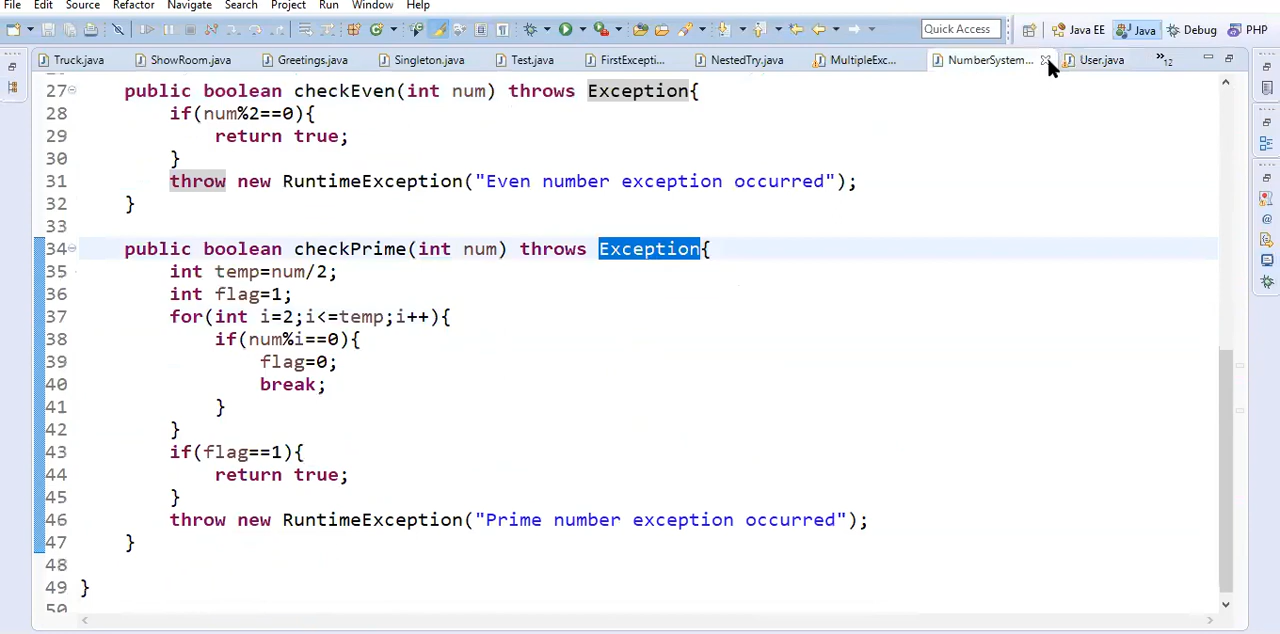 File Edit Source Refactor Navigate Search Project Run Window Help
Quick Access Java EE Java Debug PHP
Truck.java ShowRoom.java Greetings.java Singleton.java Test.java FirstExcepti... NestedTry.java MultipleExc... NumberSystem... User.java »12
27 public boolean checkEven(int num) throws Exception{
28 if(num%2==0){
29 return true;
30 }
31 throw new RuntimeException("Even number exception occurred");
32 }
33
34 public boolean checkPrime(int num) throws Exception{
35 int temp=num/2;
36 int flag=1;
37 for(int i=2;i<=temp;i++){
38 if(num%i==0){
39 flag=0;
40 break;
41 }
42 }
43 if(flag==1){
44 return true;
45 }
46 throw new RuntimeException("Prime number exception occurred");
47 }
48
49 }
50